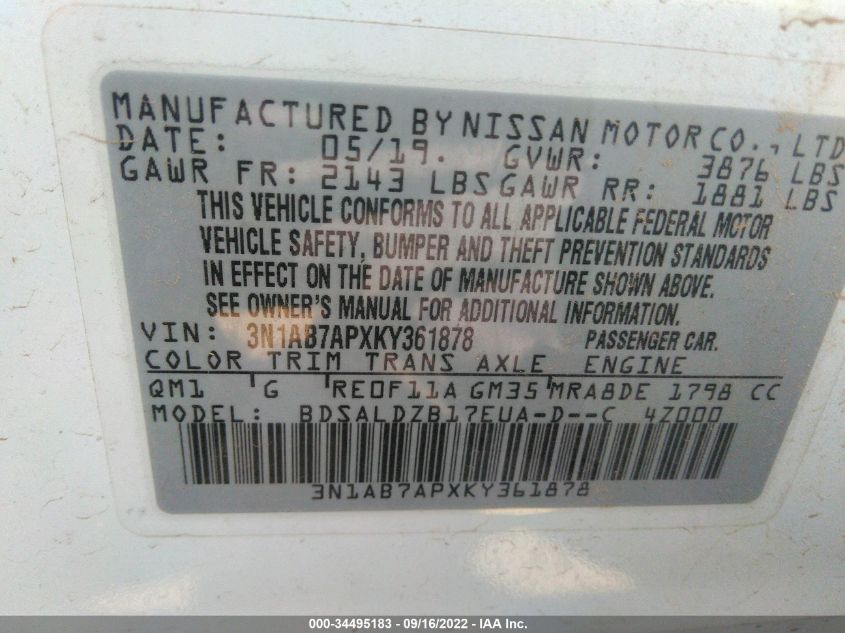 MANUFACTURED BY NISSAN MOTOR CO., LTD
DATE: 05/19. GVWR: 3876 LBS
GAWR FR: 2143 LBS GAWR RR: 1881 LBS
THIS VEHICLE CONFORMS TO ALL APPLICABLE FEDERAL MOTOR
VEHICLE SAFETY, BUMPER AND THEFT PREVENTION STANDARDS
IN EFFECT ON THE DATE OF MANUFACTURE SHOWN ABOVE.
SEE OWNER'S MANUAL FOR ADDITIONAL INFORMATION.
VIN: 3N1AB7APXKY361878 PASSENGER CAR.
COLOR TRIM TRANS AXLE ENGINE
QM1 G RE0F11A GM35 MRA8DE 1798 CC
MODEL: BDSALDZB17EUA-D--C 4Z000
3N1AB7APXKY361878
000-34495183 - 09/16/2022 - IAA Inc.